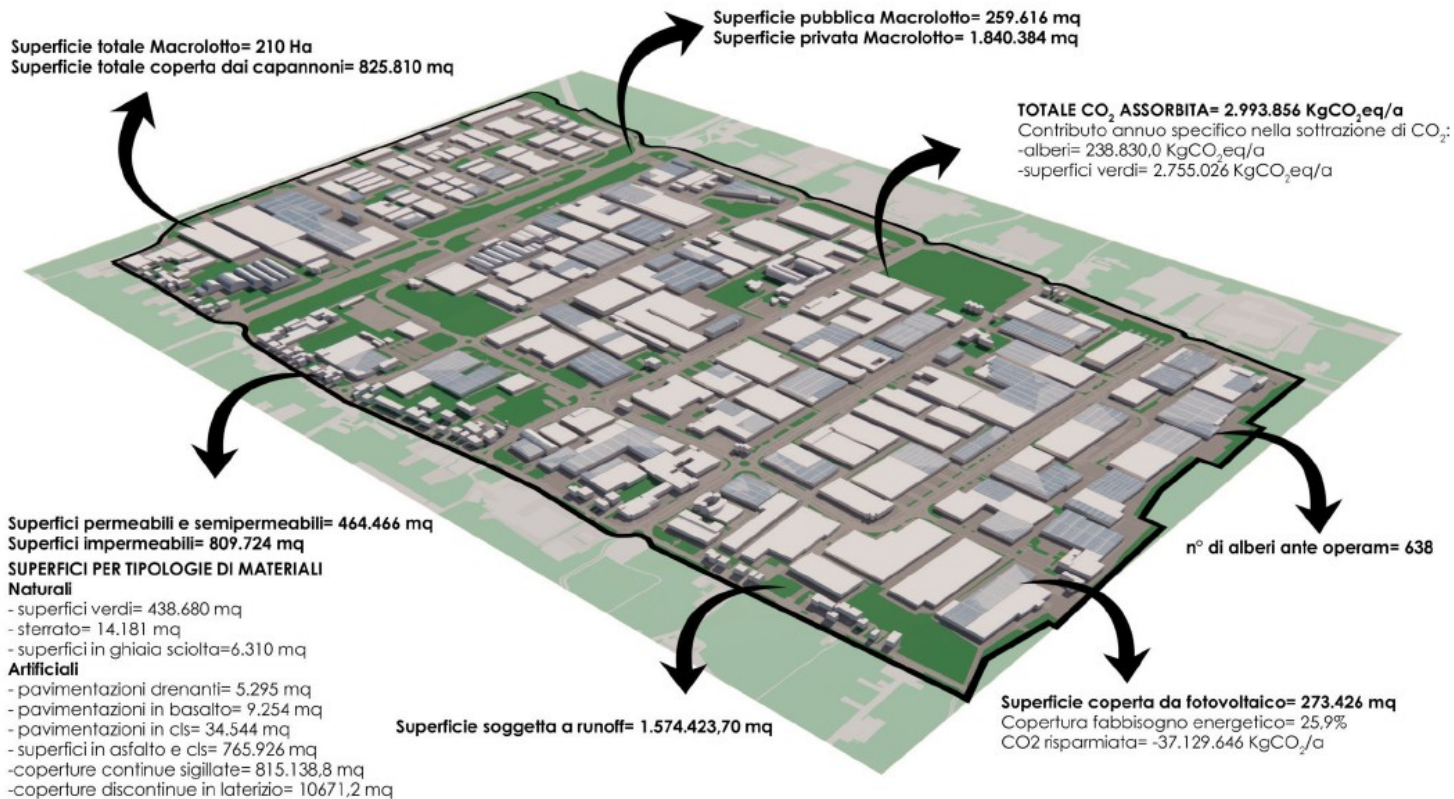 Superficie totale Macrolotto= 210 Ha
Superficie totale coperta dai capannoni= 825.810 mq
Superficie pubblica Macrolotto= 259.616 mq
Superficie privata Macrolotto= 1.840.384 mq
TOTALE CO₂ ASSORBITA= 2.993.856 KgCO₂eq/a
Contributo annuo specifico nella sottrazione di CO₂:
-alberi= 238.830,0 KgCO₂eq/a
-superfici verdi= 2.755.026 KgCO₂eq/a
Superfici permeabili e semipermeabili= 464.466 mq
Superfici impermeabili= 809.724 mq
SUPERFICI PER TIPOLOGIE DI MATERIALI
Naturali
- superfici verdi= 438.680 mq
- sterrato= 14.181 mq
- superfici in ghiaia sciolta=6.310 mq
Artificiali
- pavimentazioni drenanti= 5.295 mq
- pavimentazioni in basalto= 9.254 mq
- pavimentazioni in cls= 34.544 mq
- superfici in asfalto e cls= 765.926 mq
-coperture continue sigillate= 815.138,8 mq
-coperture discontinue in laterizio= 10671,2 mq
Superficie soggetta a runoff= 1.574.423,70 mq
n° di alberi ante operam= 638
Superficie coperta da fotovoltaico= 273.426 mq
Copertura fabbisogno energetico= 25,9%
CO2 risparmiata= -37.129.646 KgCO₂/a